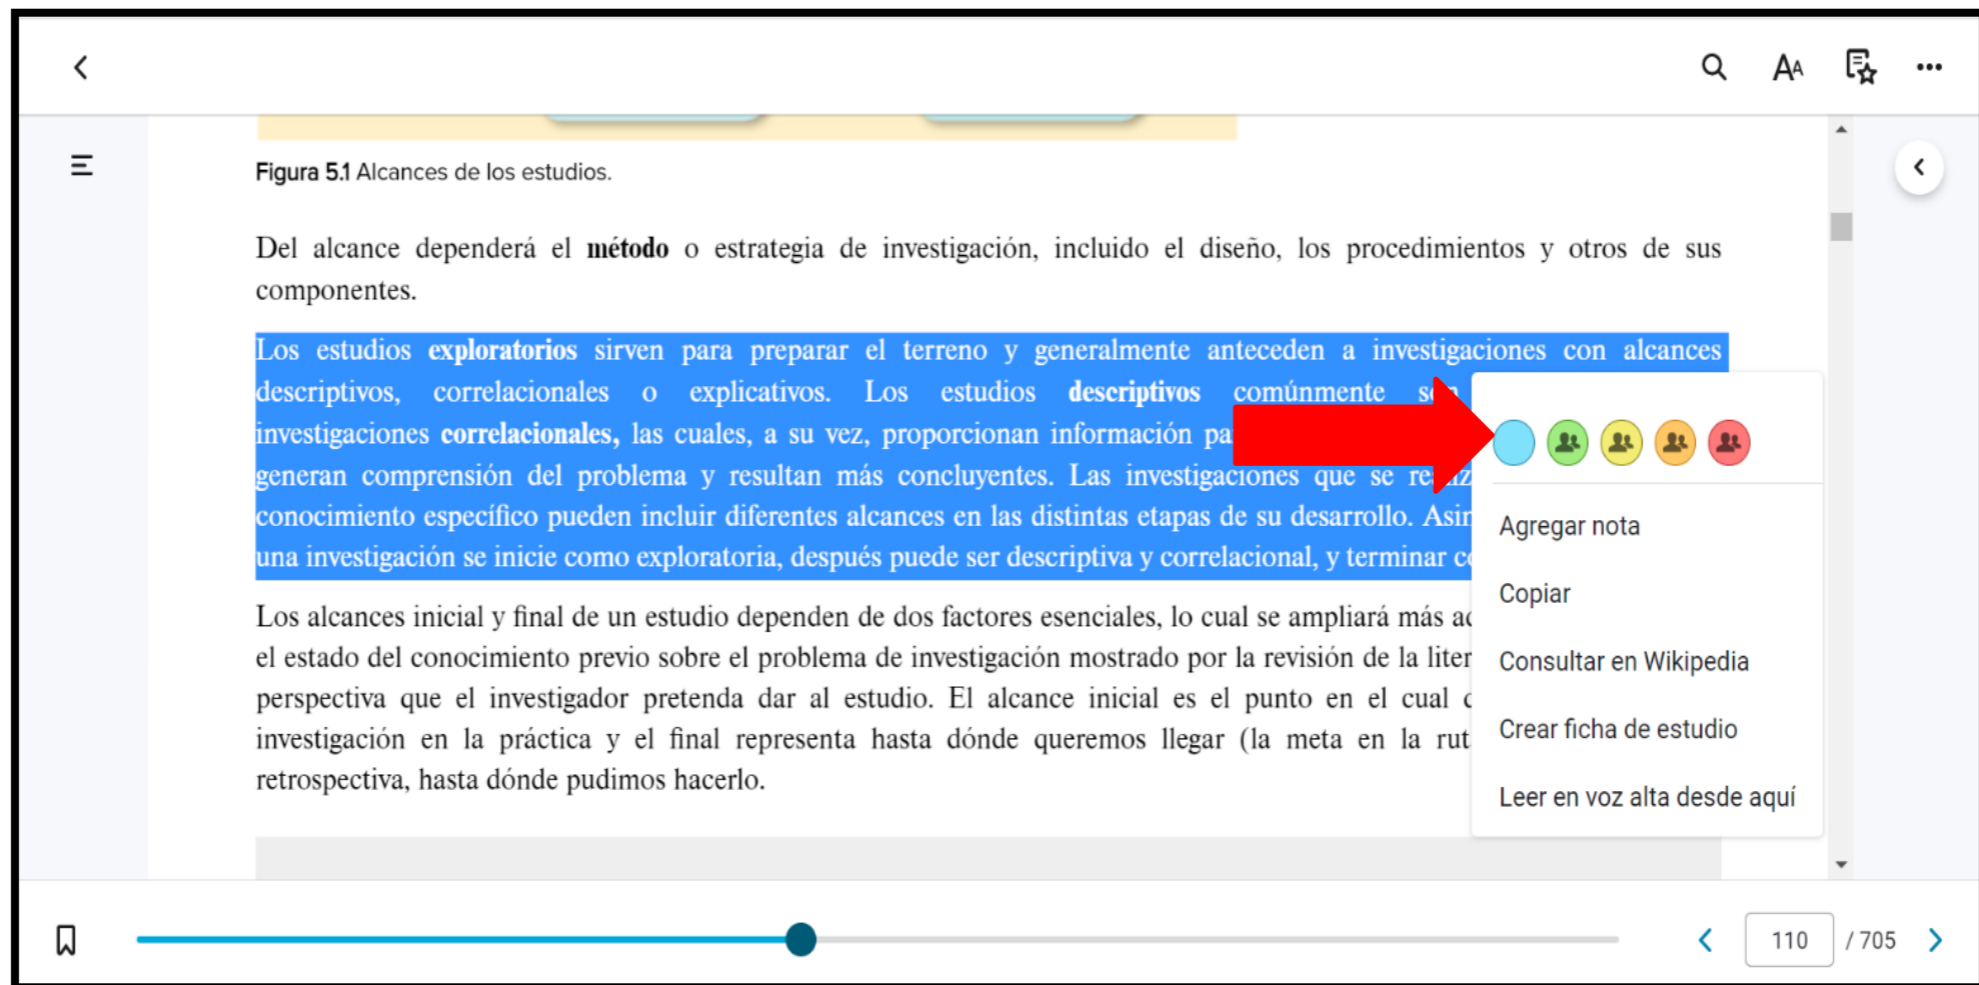 AA
Figura 5.1 Alcances de los estudios.
Del alcance dependerá el método o estrategia de investigación, incluido el diseño, los procedimientos y otros de sus
componentes.
Los estudios exploratorios sirven para preparar el terreno y generalmente anteceden a investigaciones con alcances
descriptivos, correlacionales o explicativos. Los estudios descriptivos comúnmente
investigaciones correlacionales, las cuales, a su vez, proporcionan información
generan comprensión del problema y resultan más concluyentes. Las investigaciones que se
conocimiento específico pueden incluir diferentes alcances en las distintas etapas de su desarrollo.
una investigación se inicie como exploratoria, después puede ser descriptiva y correlacional, y terminar
Los alcances inicial y final de un estudio dependen de dos factores esenciales, lo cual se ampliará más
el estado del conocimiento previo sobre el problema de investigación mostrado por la revisión de la
perspectiva que el investigador pretenda dar al estudio. El alcance inicial es el punto en el cual
investigación en la práctica y el final representa hasta dónde queremos llegar (la meta en la
retrospectiva, hasta dónde pudimos hacerlo.
Agregar nota
Copiar
Consultar en Wikipedia
Crear ficha de estudio
Leer en voz alta desde aquí
110 / 705